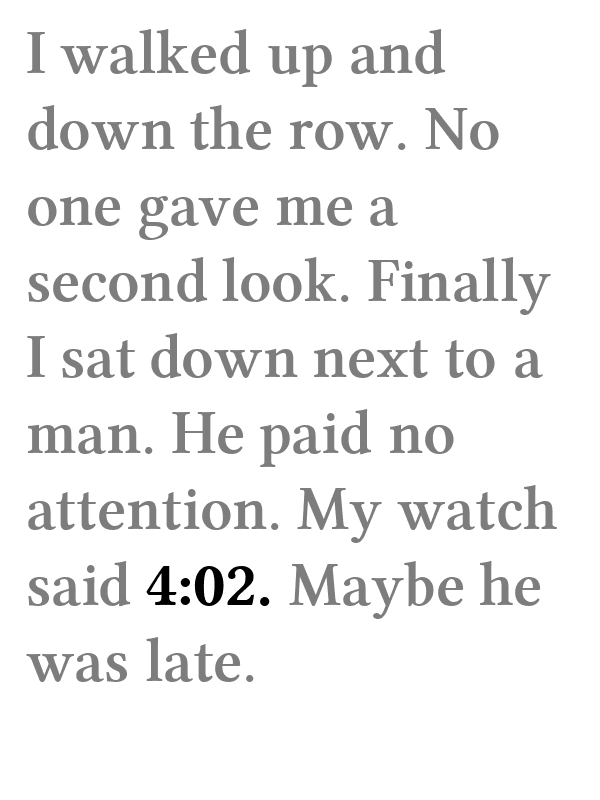 I walked up and
down the row. No
one gave me a
second look. Finally
I sat down next to a
man. He paid no
attention. My watch
said 4:02. Maybe he
was late.